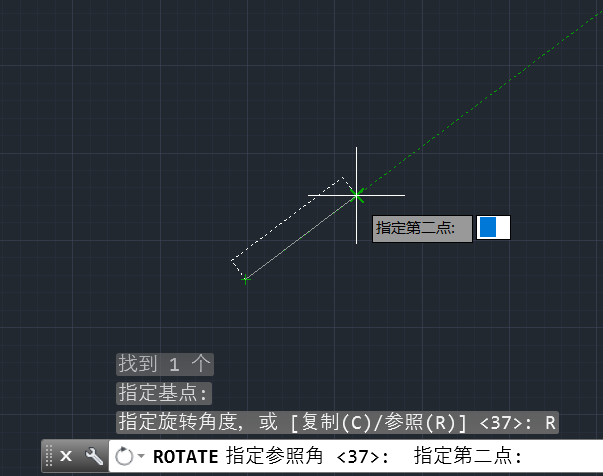 指定第二点:
找到 1 个
指定基点:
指定旋转角度，或 [复制(C)/参照(R)] <37>: R
ROTATE 指定参照角 <37>: 指定第二点: